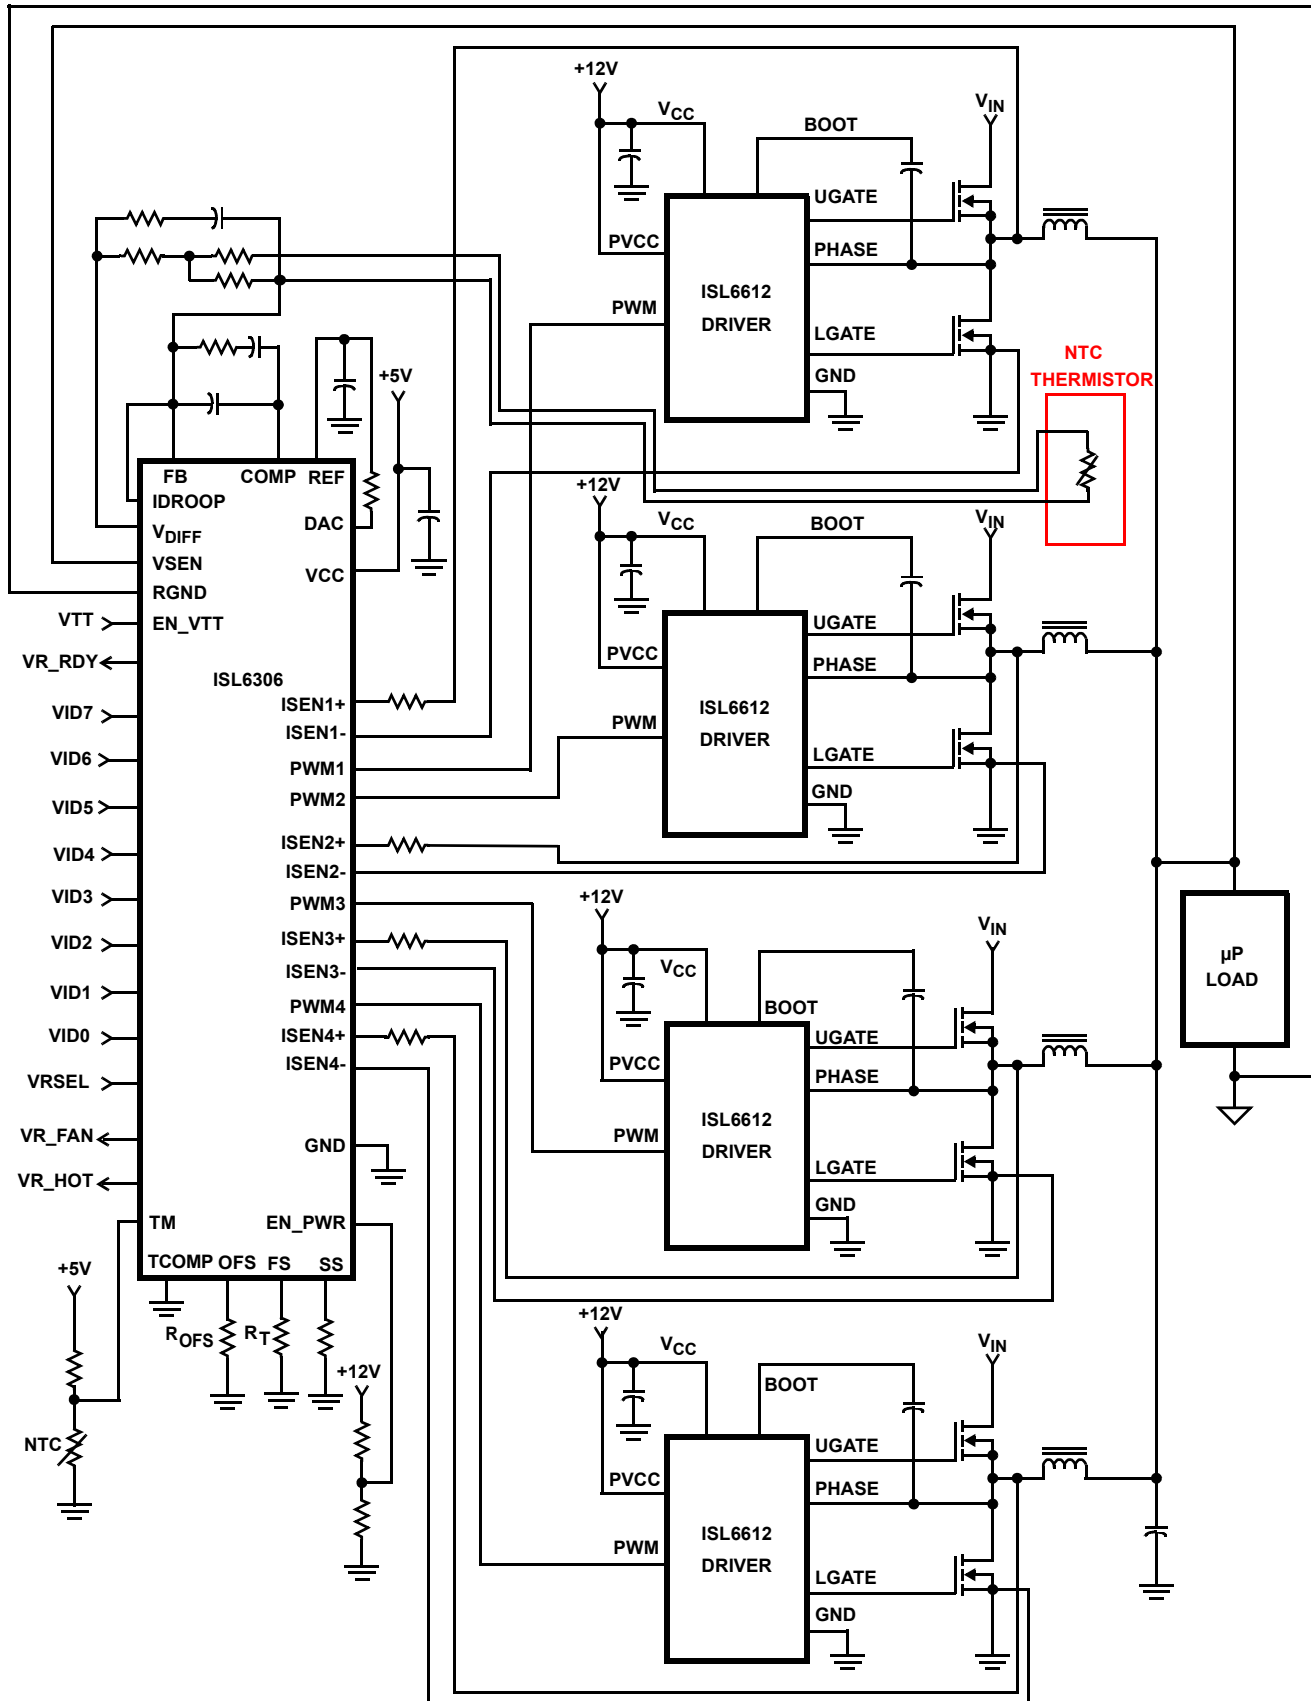 +12V
VCC
BOOT
VIN
UGATE
PVCC
PHASE
ISL6612
DRIVER
PWM
LGATE
GND
NTC
THERMISTOR
+5V
FB
COMP
REF
IDROOP
VDIFF
DAC
VSEN
VCC
RGND
VTT
EN_VTT
VR_RDY
ISL6306
VID7
VID6
VID5
VID4
VID3
VID2
VID1
VID0
VRSEL
VR_FAN
VR_HOT
ISEN1+
ISEN1-
PWM1
PWM2
ISEN2+
ISEN2-
PWM3
ISEN3+
ISEN3-
PWM4
ISEN4+
ISEN4-
GND
TM
EN_PWR
TCOMP
OFS
FS
SS
+5V
ROFS
RT
+12V
NTC
+12V
VCC
BOOT
VIN
UGATE
PVCC
PHASE
ISL6612
DRIVER
PWM
LGATE
GND
+12V
VCC
BOOT
VIN
UGATE
PVCC
PHASE
ISL6612
DRIVER
PWM
LGATE
GND
µP
LOAD
+12V
VCC
BOOT
VIN
UGATE
PVCC
PHASE
ISL6612
DRIVER
PWM
LGATE
GND